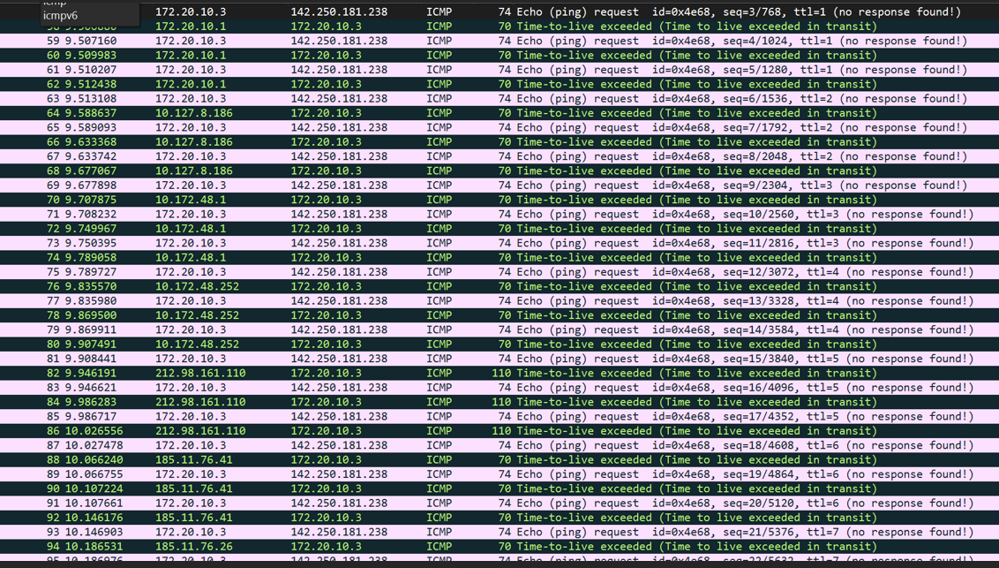 icmp
icmpv6
172.20.10.3 142.250.181.238 ICMP 74 Echo (ping) request id=0x4e68, seq=3/768, ttl=1 (no response found!)
172.20.10.1 172.20.10.3 ICMP 70 Time-to-live exceeded (Time to live exceeded in transit)
59 9.507160 172.20.10.3 142.250.181.238 ICMP 74 Echo (ping) request id=0x4e68, seq=4/1024, ttl=1 (no response found!)
60 9.509983 172.20.10.1 172.20.10.3 ICMP 70 Time-to-live exceeded (Time to live exceeded in transit)
61 9.510207 172.20.10.3 142.250.181.238 ICMP 74 Echo (ping) request id=0x4e68, seq=5/1280, ttl=1 (no response found!)
62 9.512438 172.20.10.1 172.20.10.3 ICMP 70 Time-to-live exceeded (Time to live exceeded in transit)
63 9.513108 172.20.10.3 142.250.181.238 ICMP 74 Echo (ping) request id=0x4e68, seq=6/1536, ttl=2 (no response found!)
64 9.588637 10.127.8.186 172.20.10.3 ICMP 70 Time-to-live exceeded (Time to live exceeded in transit)
65 9.589093 172.20.10.3 142.250.181.238 ICMP 74 Echo (ping) request id=0x4e68, seq=7/1792, ttl=2 (no response found!)
66 9.633368 10.127.8.186 172.20.10.3 ICMP 70 Time-to-live exceeded (Time to live exceeded in transit)
67 9.633742 172.20.10.3 142.250.181.238 ICMP 74 Echo (ping) request id=0x4e68, seq=8/2048, ttl=2 (no response found!)
68 9.677067 10.127.8.186 172.20.10.3 ICMP 70 Time-to-live exceeded (Time to live exceeded in transit)
69 9.677898 172.20.10.3 142.250.181.238 ICMP 74 Echo (ping) request id=0x4e68, seq=9/2304, ttl=3 (no response found!)
70 9.707875 10.172.48.1 172.20.10.3 ICMP 70 Time-to-live exceeded (Time to live exceeded in transit)
71 9.708232 172.20.10.3 142.250.181.238 ICMP 74 Echo (ping) request id=0x4e68, seq=10/2560, ttl=3 (no response found!)
72 9.749967 10.172.48.1 172.20.10.3 ICMP 70 Time-to-live exceeded (Time to live exceeded in transit)
73 9.750395 172.20.10.3 142.250.181.238 ICMP 74 Echo (ping) request id=0x4e68, seq=11/2816, ttl=3 (no response found!)
74 9.789058 10.172.48.1 172.20.10.3 ICMP 70 Time-to-live exceeded (Time to live exceeded in transit)
75 9.789727 172.20.10.3 142.250.181.238 ICMP 74 Echo (ping) request id=0x4e68, seq=12/3072, ttl=4 (no response found!)
76 9.835570 10.172.48.252 172.20.10.3 ICMP 70 Time-to-live exceeded (Time to live exceeded in transit)
77 9.835980 172.20.10.3 142.250.181.238 ICMP 74 Echo (ping) request id=0x4e68, seq=13/3328, ttl=4 (no response found!)
78 9.869500 10.172.48.252 172.20.10.3 ICMP 70 Time-to-live exceeded (Time to live exceeded in transit)
79 9.869911 172.20.10.3 142.250.181.238 ICMP 74 Echo (ping) request id=0x4e68, seq=14/3584, ttl=4 (no response found!)
80 9.907491 10.172.48.252 172.20.10.3 ICMP 70 Time-to-live exceeded (Time to live exceeded in transit)
81 9.908441 172.20.10.3 142.250.181.238 ICMP 74 Echo (ping) request id=0x4e68, seq=15/3840, ttl=5 (no response found!)
82 9.946191 212.98.161.110 172.20.10.3 ICMP 110 Time-to-live exceeded (Time to live exceeded in transit)
83 9.946621 172.20.10.3 142.250.181.238 ICMP 74 Echo (ping) request id=0x4e68, seq=16/4096, ttl=5 (no response found!)
84 9.986283 212.98.161.110 172.20.10.3 ICMP 110 Time-to-live exceeded (Time to live exceeded in transit)
85 9.986717 172.20.10.3 142.250.181.238 ICMP 74 Echo (ping) request id=0x4e68, seq=17/4352, ttl=5 (no response found!)
86 10.026556 212.98.161.110 172.20.10.3 ICMP 110 Time-to-live exceeded (Time to live exceeded in transit)
87 10.027478 172.20.10.3 142.250.181.238 ICMP 74 Echo (ping) request id=0x4e68, seq=18/4608, ttl=6 (no response found!)
88 10.066240 185.11.76.41 172.20.10.3 ICMP 70 Time-to-live exceeded (Time to live exceeded in transit)
89 10.066755 172.20.10.3 142.250.181.238 ICMP 74 Echo (ping) request id=0x4e68, seq=19/4864, ttl=6 (no response found!)
90 10.107224 185.11.76.41 172.20.10.3 ICMP 70 Time-to-live exceeded (Time to live exceeded in transit)
91 10.107661 172.20.10.3 142.250.181.238 ICMP 74 Echo (ping) request id=0x4e68, seq=20/5120, ttl=6 (no response found!)
92 10.146176 185.11.76.41 172.20.10.3 ICMP 70 Time-to-live exceeded (Time to live exceeded in transit)
93 10.146903 172.20.10.3 142.250.181.238 ICMP 74 Echo (ping) request id=0x4e68, seq=21/5376, ttl=7 (no response found!)
94 10.186531 185.11.76.26 172.20.10.3 ICMP 70 Time-to-live exceeded (Time to live exceeded in transit)
95 10.186976 172.20.10.3 142.250.181.238 ICMP 74 Echo (ping) request id=0x4e68, seq=22/5632, ttl=7 (no response found!)